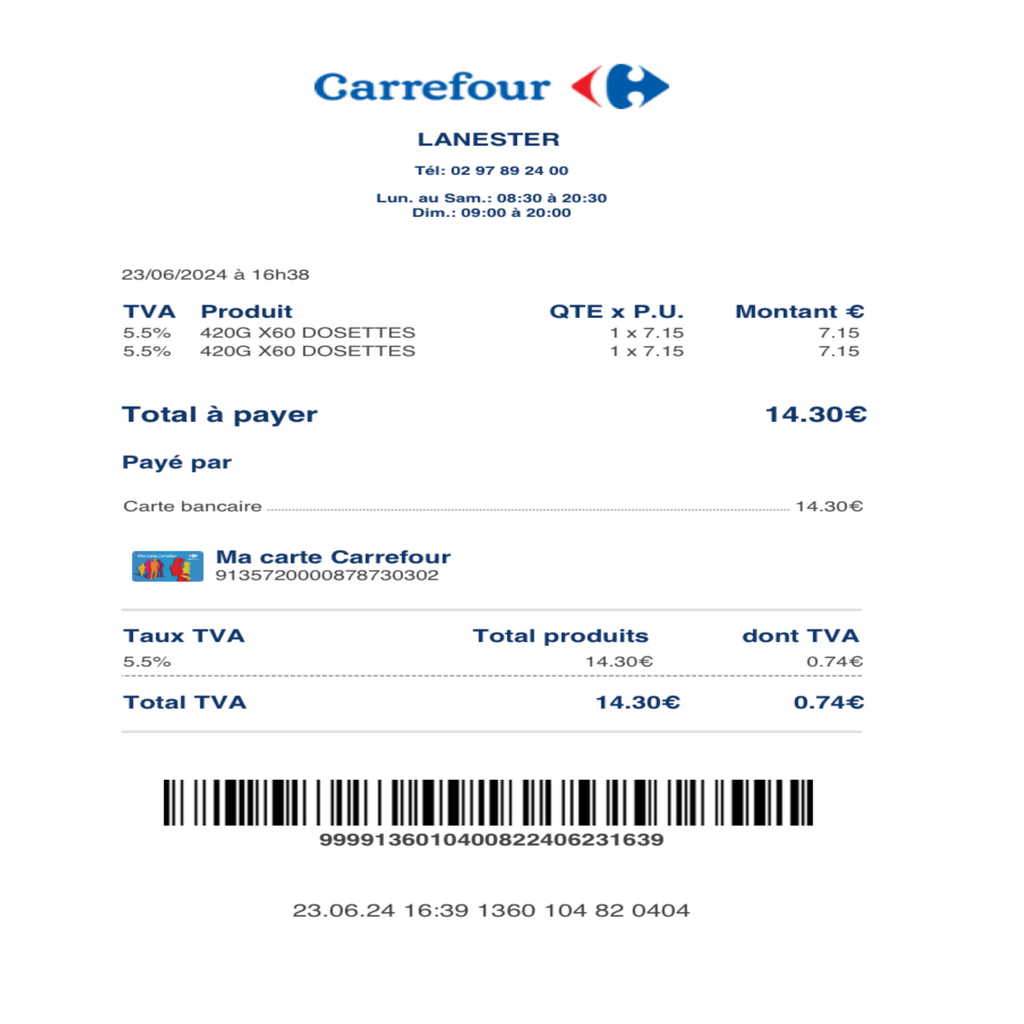 Carrefour
LANESTER
Tél: 02 97 89 24 00
Lun. au Sam.: 08:30 à 20:30
Dim.: 09:00 à 20:00
23/06/2024 à 16h38
TVA Produit QTE x P.U. Montant €
5.5% 420G X60 DOSETTES 1 x 7.15 7.15
5.5% 420G X60 DOSETTES 1 x 7.15 7.15
Total à payer 14.30€
Payé par
Carte bancaire 14.30€
Ma carte Carrefour
9135720000878730302
Taux TVA Total produits dont TVA
5.5% 14.30€ 0.74€
Total TVA 14.30€ 0.74€
9999136010400822406231639
23.06.24 16:39 1360 104 82 0404